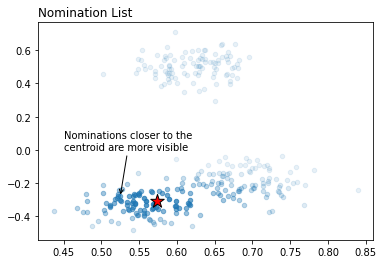 Nomination List
0.6
0.4
0.2
0.0
−0.2
−0.4
Nominations closer to the
centroid are more visible
0.45 0.50 0.55 0.60 0.65 0.70 0.75 0.80 0.85